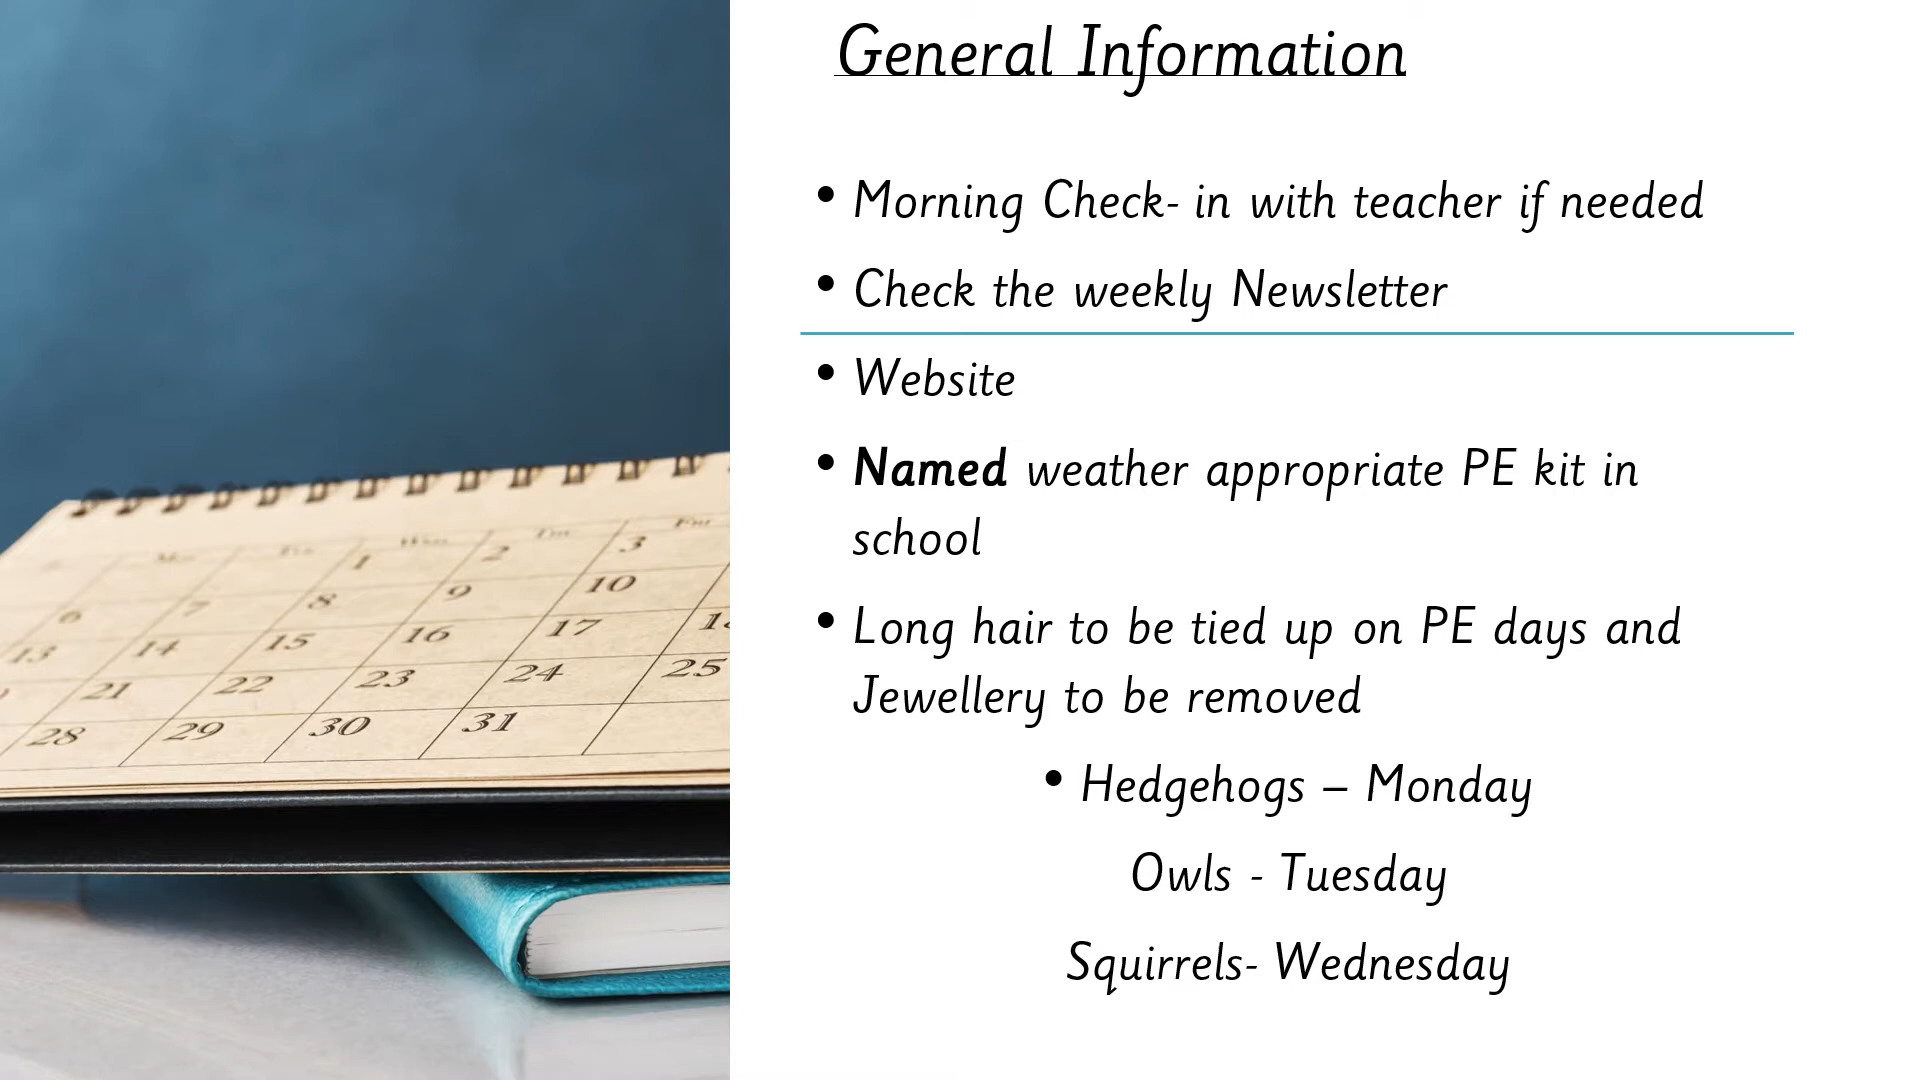 General Information
• Morning Check- in with teacher if needed
• Check the weekly Newsletter
• Website
• Named weather appropriate PE kit in
school
• Long hair to be tied up on PE days and
Jewellery to be removed
• Hedgehogs – Monday
Owls - Tuesday
Squirrels- Wednesday
1 2 3
6 7 8 9 10
13 14 15 16 17
21 22 23 24 25
28 29 30 31